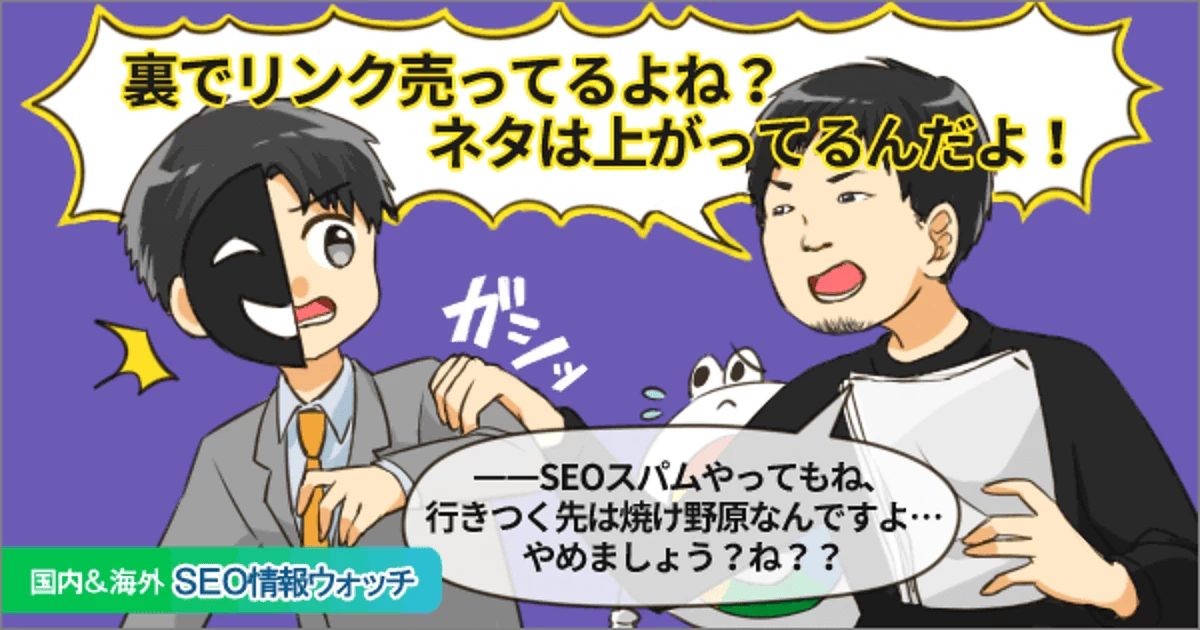 裏でリンク売ってるよね？
ネタは上がってるんだよ！
ガシッ
――SEOスパムやってもね、
行きつく先は焼け野原なんですよ…
やめましょう？ね？？
国内&海外 SEO情報ウォッチ